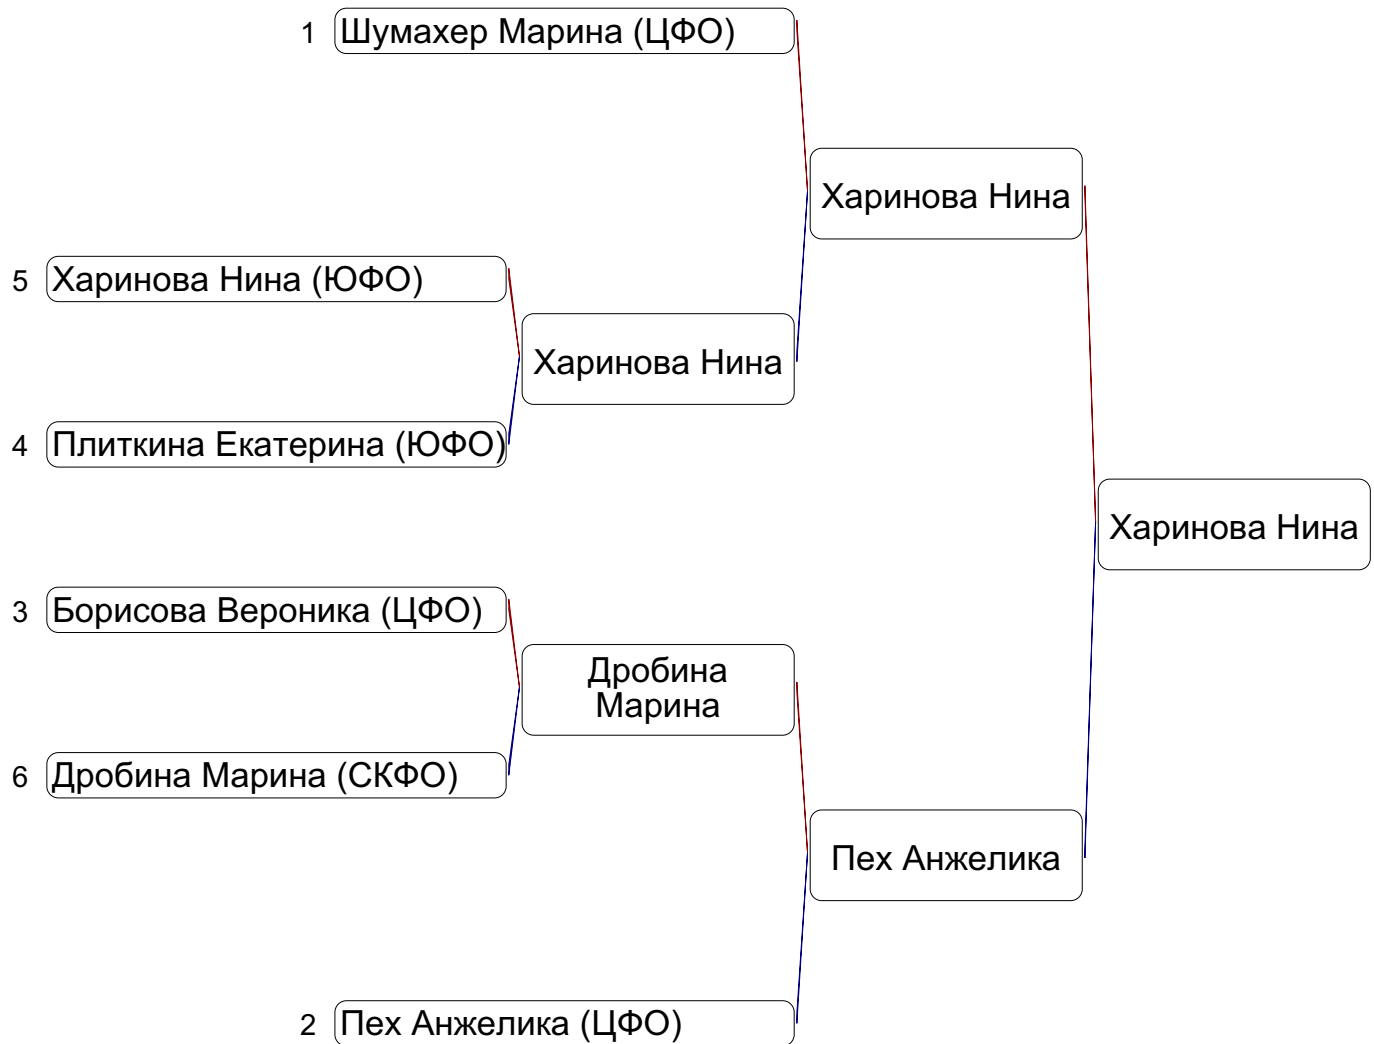 1 Шумахер Марина (ЦФО)
Харинова Нина
5 Харинова Нина (ЮФО)
Харинова Нина
4 Плиткина Екатерина (ЮФО)
Харинова Нина
3 Борисова Вероника (ЦФО)
Дробина
Марина
6 Дробина Марина (СКФО)
Пех Анжелика
2 Пех Анжелика (ЦФО)